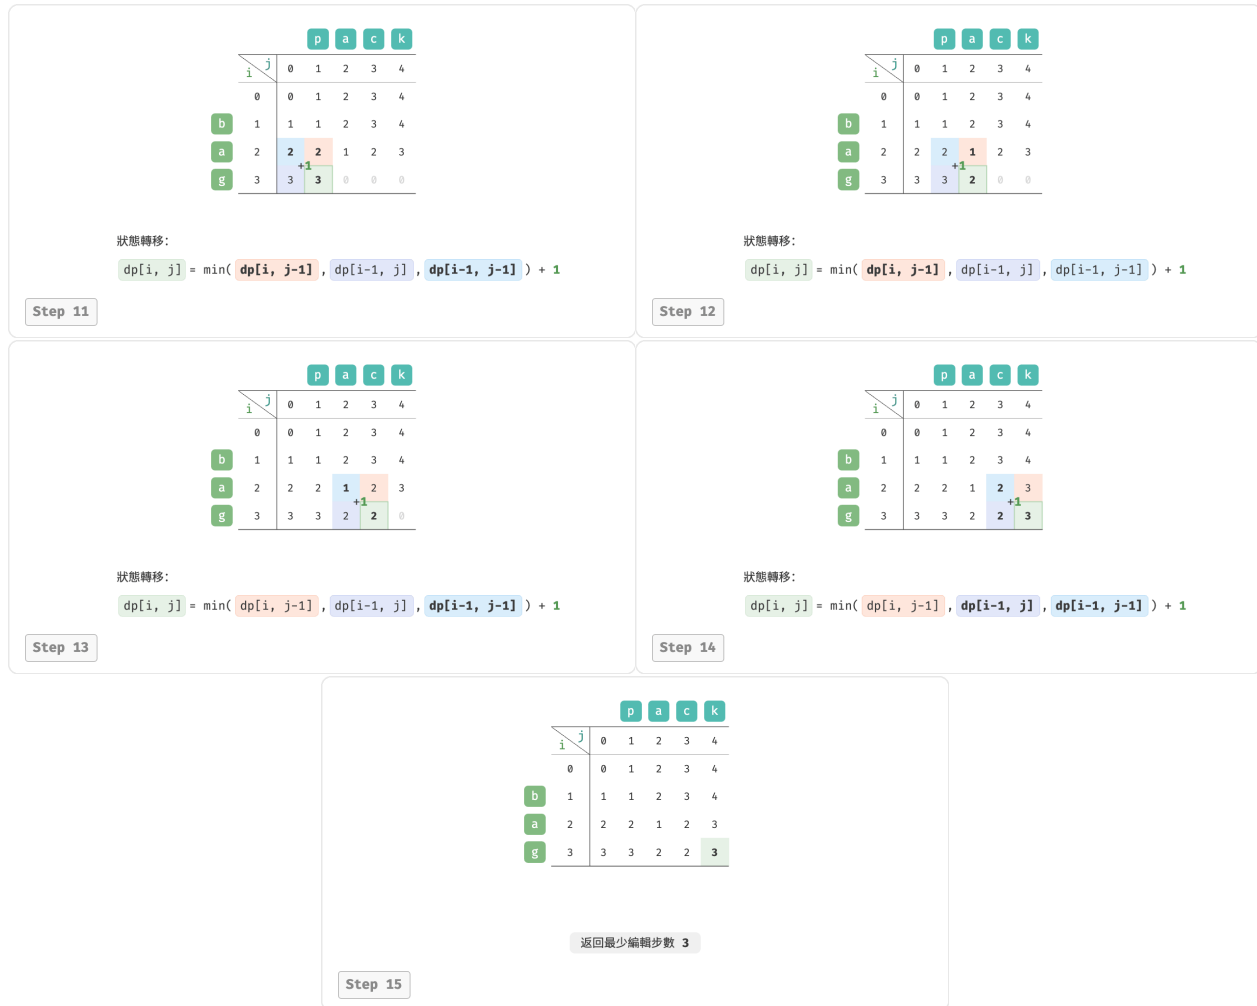 p a c k
i j 0 1 2 3 4
0 0 1 2 3 4
b 1 1 1 2 3 4
a 2 2 2 1 2 3
+1
g 3 3 3 0 0 0
狀態轉移:
dp[i, j] = min( dp[i, j-1] , dp[i-1, j] , dp[i-1, j-1] ) + 1
Step 11
p a c k
i j 0 1 2 3 4
0 0 1 2 3 4
b 1 1 1 2 3 4
a 2 2 2 1 2 3
+1
g 3 3 3 2 0 0
狀態轉移:
dp[i, j] = min( dp[i, j-1] , dp[i-1, j] , dp[i-1, j-1] ) + 1
Step 12
p a c k
i j 0 1 2 3 4
0 0 1 2 3 4
b 1 1 1 2 3 4
a 2 2 2 1 2 3
+1
g 3 3 3 2 2 0
狀態轉移:
dp[i, j] = min( dp[i, j-1] , dp[i-1, j] , dp[i-1, j-1] ) + 1
Step 13
p a c k
i j 0 1 2 3 4
0 0 1 2 3 4
b 1 1 1 2 3 4
a 2 2 2 1 2 3
+1
g 3 3 3 2 2 3
狀態轉移:
dp[i, j] = min( dp[i, j-1] , dp[i-1, j] , dp[i-1, j-1] ) + 1
Step 14
p a c k
i j 0 1 2 3 4
0 0 1 2 3 4
b 1 1 1 2 3 4
a 2 2 2 1 2 3
g 3 3 3 2 2 3
返回最少編輯步數 3
Step 15